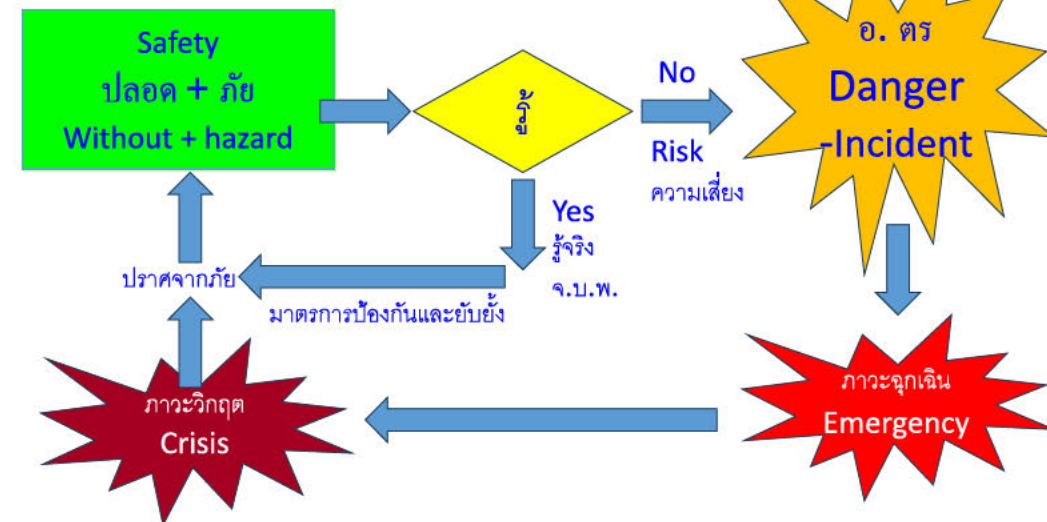 Safety
ปลอด + ภัย
Without + hazard
รู้
No
Risk
ความเสี่ยง
อ. ตร
Danger
-Incident
Yes
รู้จริง
จ.บ.พ.
ปราศจากภัย
มาตรการป้องกันและยับยั้ง
ภาวะวิกฤต
Crisis
ภาวะฉุกเฉิน
Emergency